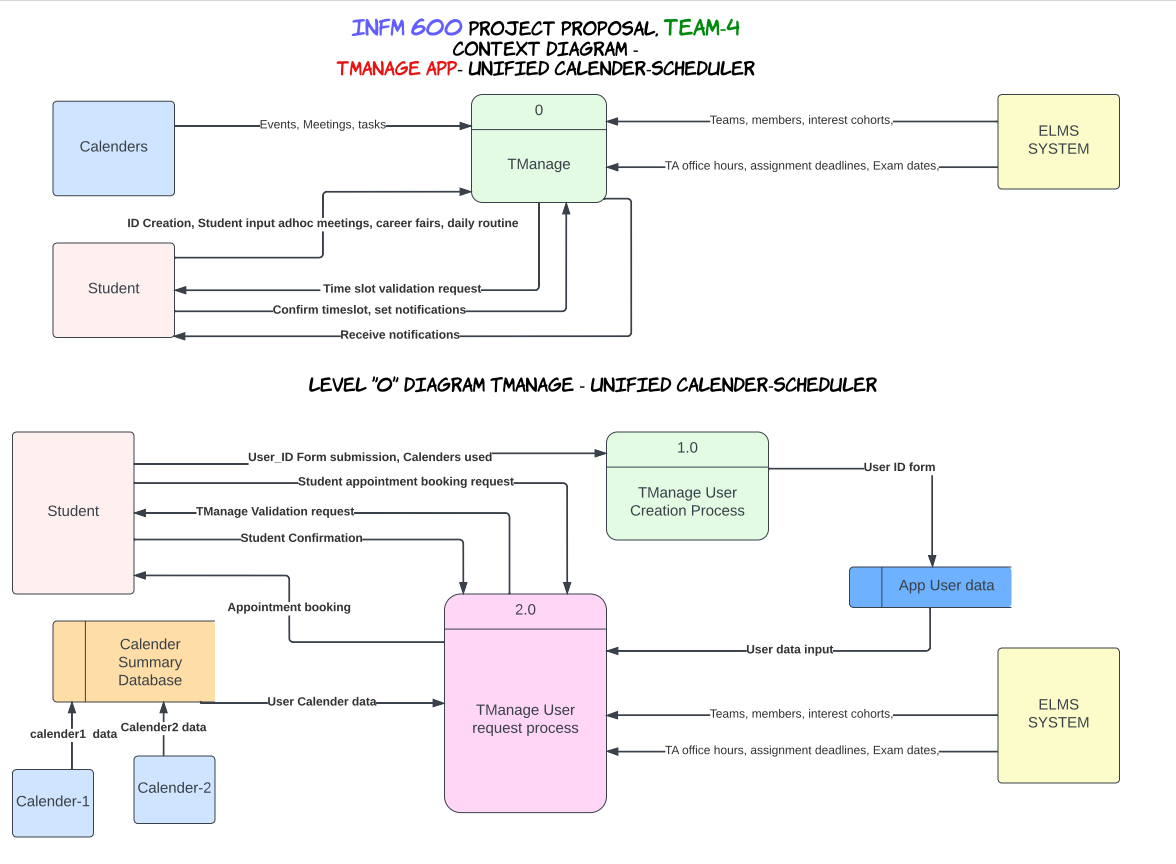 INFM 600 PROJECT PROPOSAL, TEAM-4
CONTEXT DIAGRAM -
TMANAGE APP- UNIFIED CALENDER-SCHEDULER
Calenders
Events, Meetings, tasks
0
TManage
Teams, members, interest cohorts,
TA office hours, assignment deadlines, Exam dates,
ELMS
SYSTEM
ID Creation, Student input adhoc meetings, career fairs, daily routine
Student
Time slot validation request
Confirm timeslot, set notifications
Receive notifications
LEVEL "0" DIAGRAM TMANAGE - UNIFIED CALENDER-SCHEDULER
Student
User_ID Form submission, Calenders used
Student appointment booking request
TManage Validation request
Student Confirmation
Appointment booking
1.0
TManage User
Creation Process
User ID form
App User data
User data input
2.0
TManage User
request process
Calender
Summary
Database
User Calender data
calender1 data
Calender2 data
Calender-1
Calender-2
Teams, members, interest cohorts,
TA office hours, assignment deadlines, Exam dates,
ELMS
SYSTEM